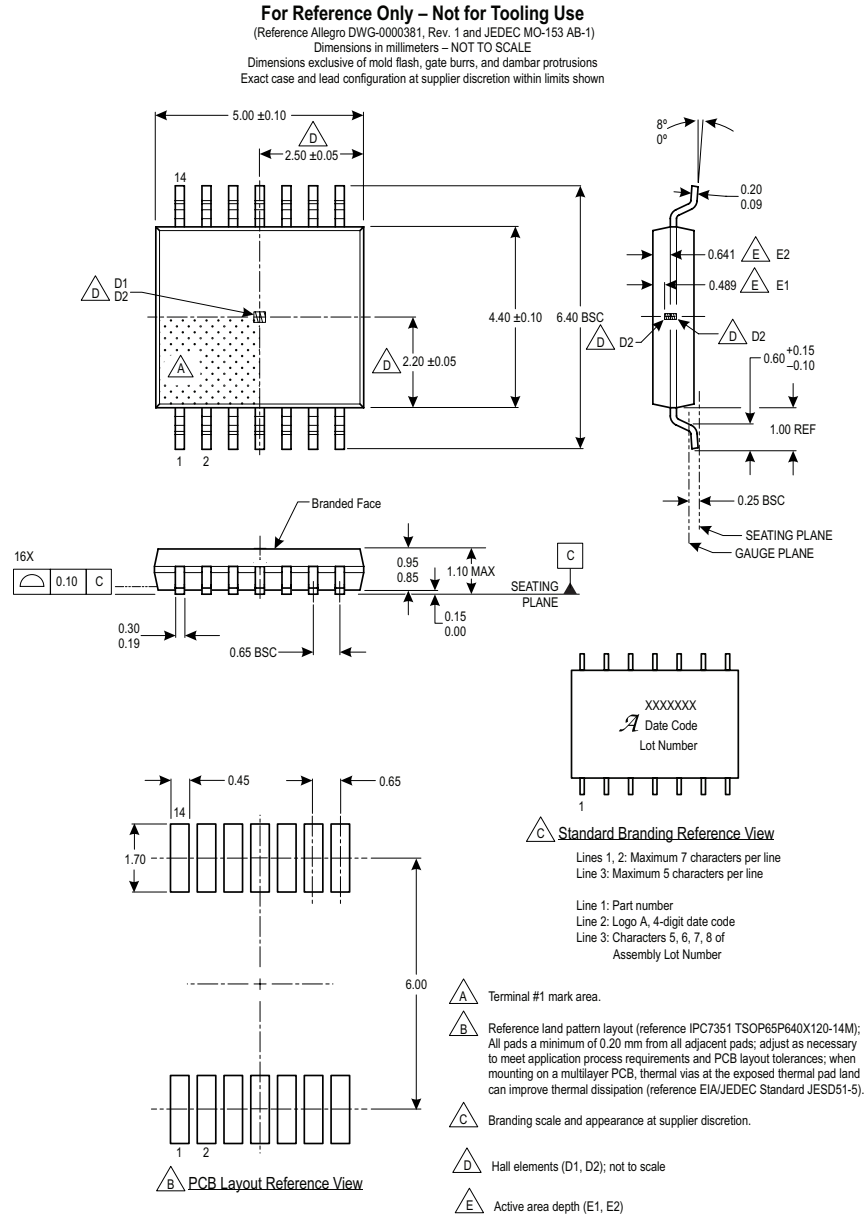 For Reference Only – Not for Tooling Use
(Reference Allegro DWG-0000381, Rev. 1 and JEDEC MO-153 AB-1)
Dimensions in millimeters – NOT TO SCALE
Dimensions exclusive of mold flash, gate burrs, and dambar protrusions
Exact case and lead configuration at supplier discretion within limits shown
5.00 ±0.10
D
2.50 ±0.05
14
D
D1
D2
A
D
2.20 ±0.05
4.40 ±0.10
6.40 BSC
1
2
8º
0º
0.20
0.09
0.641
E
E2
0.489
E
E1
D
D2
D
D2
0.60
+0.15
–0.10
1.00 REF
0.25 BSC
SEATING PLANE
GAUGE PLANE
Branded Face
16X
0.10
C
0.95
0.85
1.10 MAX
C
SEATING
PLANE
0.15
0.00
0.30
0.19
0.65 BSC
XXXXXXX
A Date Code
Lot Number
1
C
Standard Branding Reference View
Lines 1, 2: Maximum 7 characters per line
Line 3: Maximum 5 characters per line
Line 1: Part number
Line 2: Logo A, 4-digit date code
Line 3: Characters 5, 6, 7, 8 of
Assembly Lot Number
0.45
0.65
14
1.70
6.00
1
2
B
PCB Layout Reference View
A
Terminal #1 mark area.
B
Reference land pattern layout (reference IPC7351 TSOP65P640X120-14M);
All pads a minimum of 0.20 mm from all adjacent pads; adjust as necessary
to meet application process requirements and PCB layout tolerances; when
mounting on a multilayer PCB, thermal vias at the exposed thermal pad land
can improve thermal dissipation (reference EIA/JEDEC Standard JESD51-5).
C
Branding scale and appearance at supplier discretion.
D
Hall elements (D1, D2); not to scale
E
Active area depth (E1, E2)